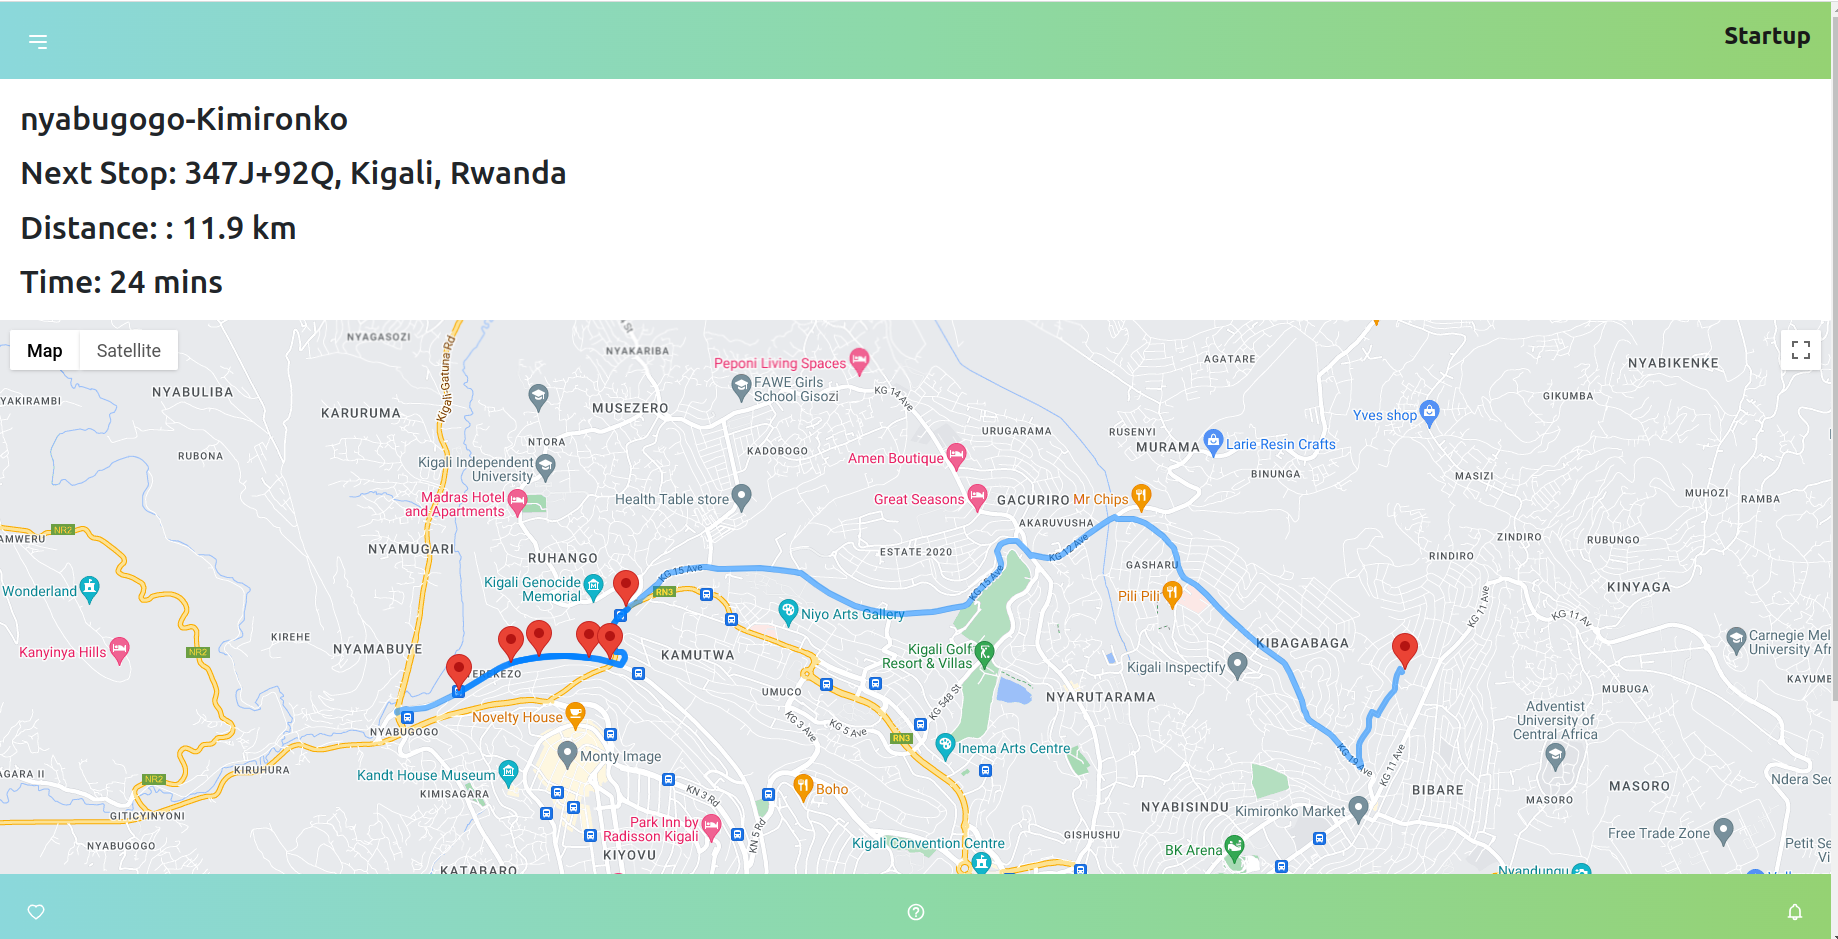 Startup
nyabugogo-Kimironko
Next Stop: 347J+92Q, Kigali, Rwanda
Distance: : 11.9 km
Time: 24 mins
Map
Satellite
NYAGASOZI
Kigali Gatuna Rd
NYAKARIBA
Peponi Living Spaces
KG 14 Ave
AGATARE
NYABIKENKE
NYABULIBA
YAKIRAMBI
KARURUMA
FAWE Girls
School Gisozi
MUSEZERO
GIKUMBA
Yves shop
NTORA
URUGARAMA
RUSENYI
MURAMA
Larie Resin Crafts
RUBONA
KADOBOGO
Kigali Independent
University
Amen Boutique
BINUNGA
MASIZI
Madras Hotel
and Apartments
Health Table store
Great Seasons
GACURIRO
Mr Chips
MUHOZI
RAMBA
AKARUVUSHA
NR2
AMWERU
NYAMUGARI
RUHANGO
ESTATE 2020
KG 12 Ave
ZINDIRO
RUBUNGO
RINDIRO
GASHARU
KG 15 Ave
KG 15 Ave
Wonderland
Kigali Genocide
Memorial
RN3
Pili Pili
KINYAGA
KG 71 Ave
KG 11 Av
Niyo Arts Gallery
KIREHE
NYAMABUYE
Kanyinya Hills
NR2
KAMUTWA
Kigali Golf
Resort & Villas
KIBAGABAGA
Carnegie Mel
University Afr
Kigali Inspectify
UMUCO
KG 548 St
NYARUTARAMA
MUBUGA
KAYUME
Adventist
University of
Central Africa
Novelty House
NYABUGOGO
KG 3 Ave
KG 5 Ave
RN3
Inema Arts Centre
KG 19 Ave
KG 11 Ave
Monty Image
AGARA II
NR2
KIRUHURA
Kandt House Museum
KIMISAGARA
KN 3 Rd
Boho
Ndera Sec
MASORO
MASORO
BIBARE
NYABISINDU
Kimironko Market
GITICYINYONI
Park Inn by
Radisson Kigali
KN 5 Rd
GISHUSHU
Free Trade Zone
NYABUGOGO
KIYOVU
Kigali Convention Centre
BK Arena
Petit Se
Vi
KATABARO
Nyandungu